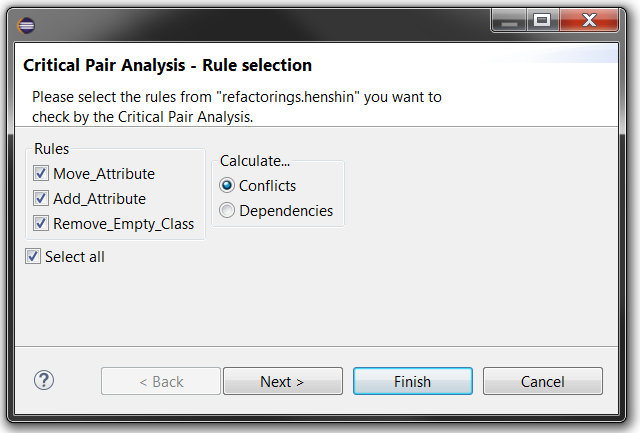 Critical Pair Analysis - Rule selection
Please select the rules from "refactorings.henshin" you want to
check by the Critical Pair Analysis.
Rules
Move_Attribute
Add_Attribute
Remove_Empty_Class
Select all
Calculate...
Conflicts
Dependencies
?
< Back
Next >
Finish
Cancel